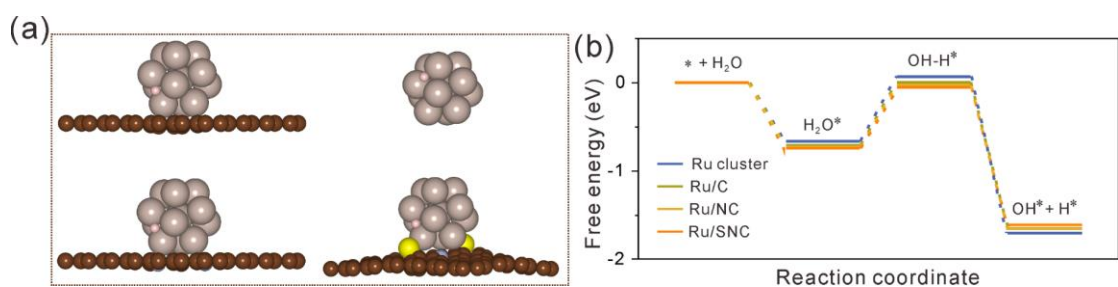 (a)
(b)
Free energy (eV)
0
-1
-2
* + H₂O
H₂O*
OH-H*
OH* + H*
Ru cluster
Ru/C
Ru/NC
Ru/SNC
Reaction coordinate